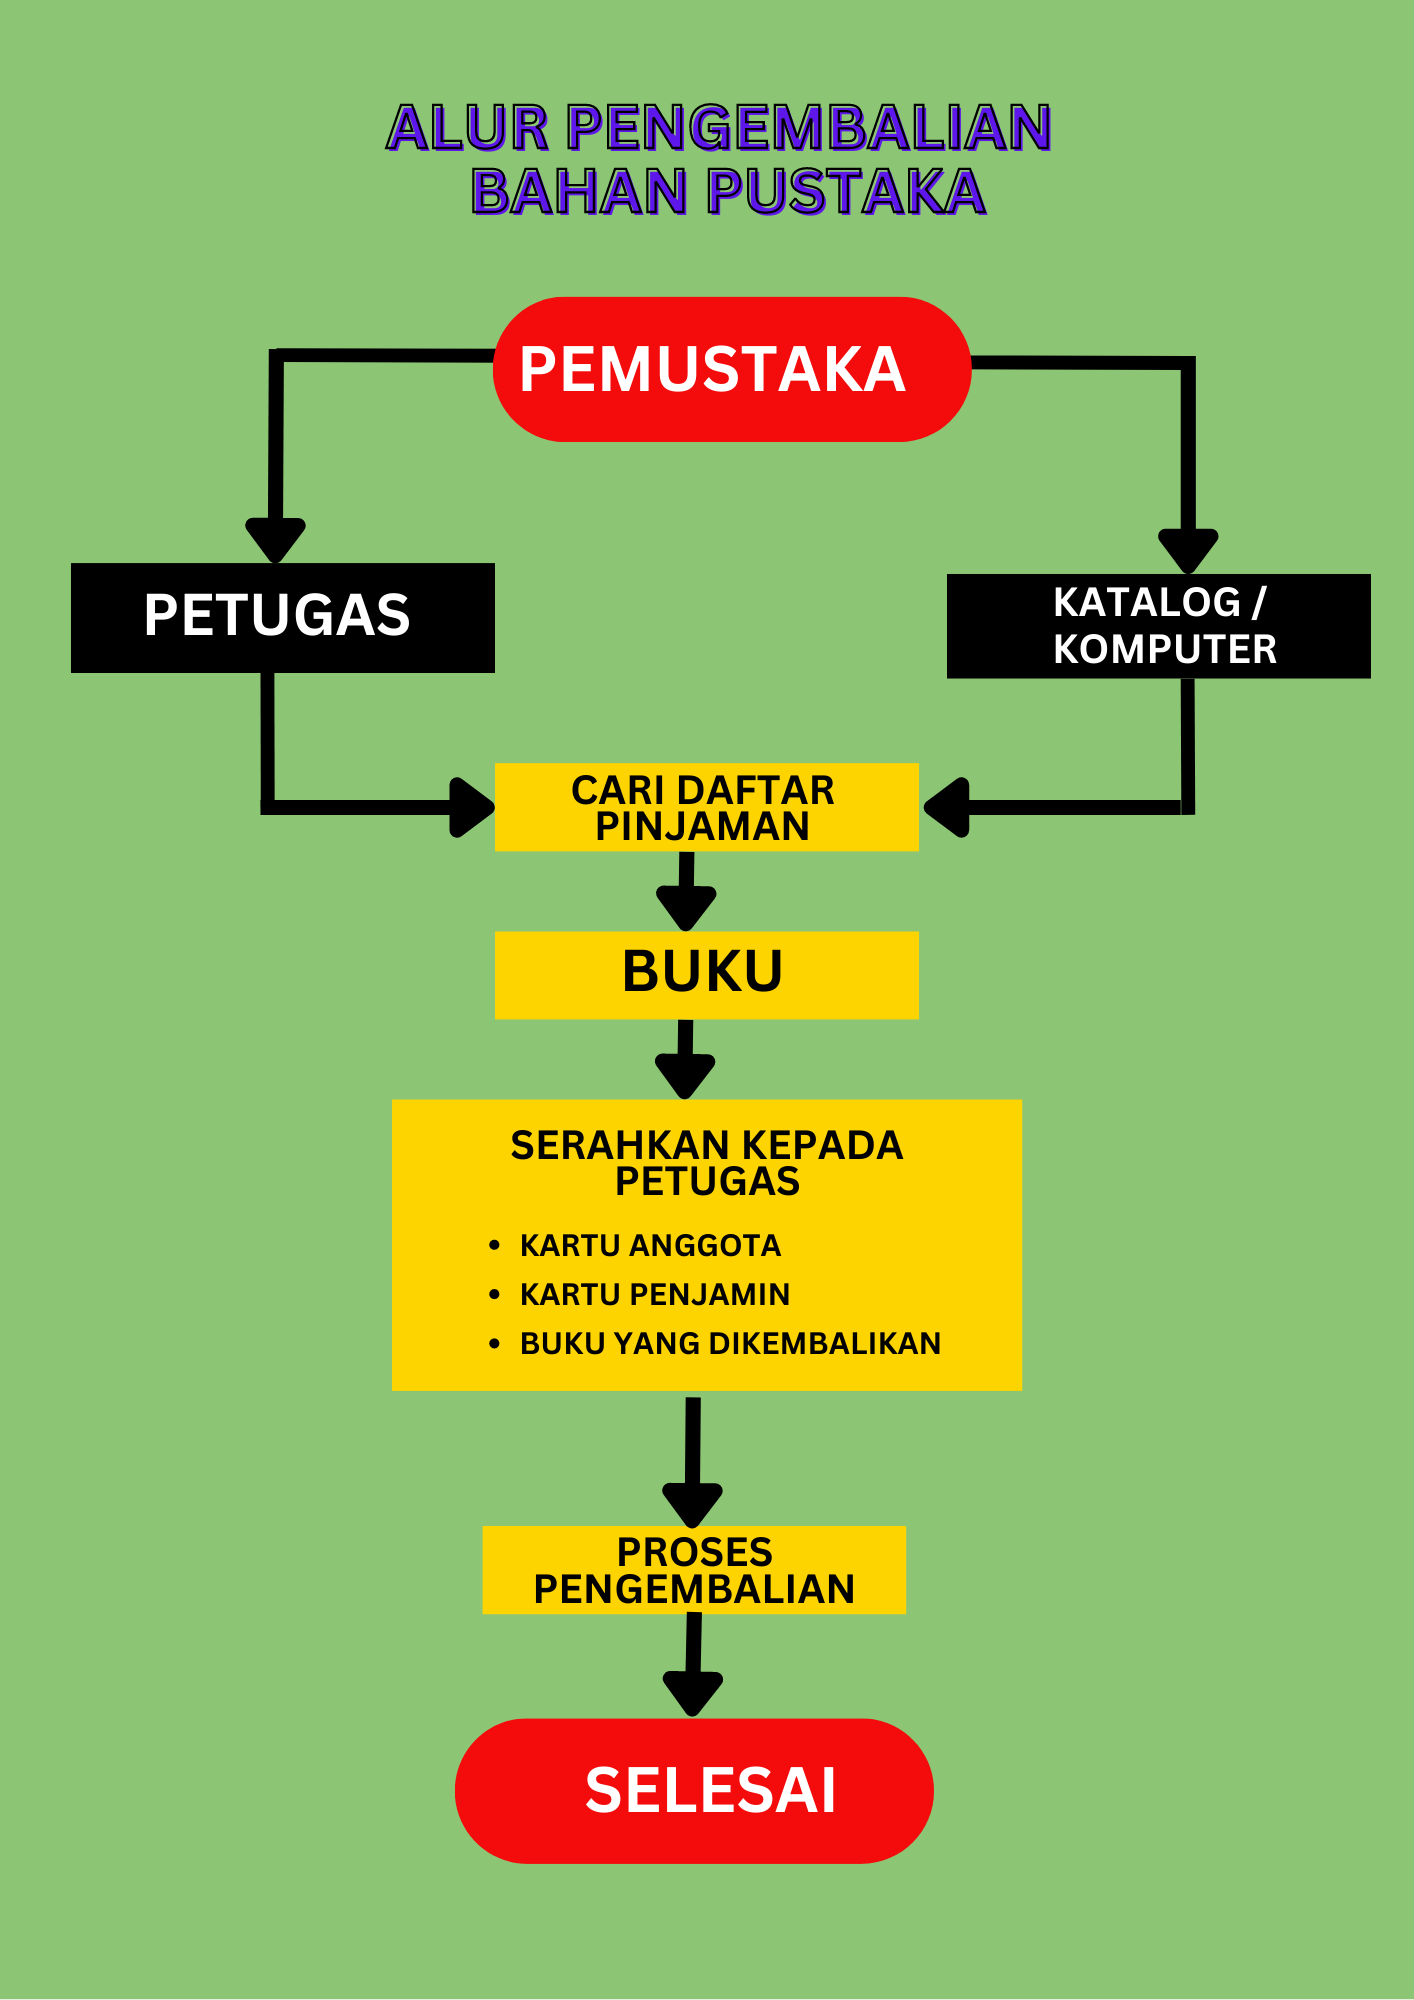 ALUR PENGEMBALIAN
BAHAN PUSTAKA
PEMUSTAKA
PETUGAS
KATALOG /
KOMPUTER
CARI DAFTAR
PINJAMAN
BUKU
SERAHKAN KEPADA
PETUGAS
• KARTU ANGGOTA
• KARTU PENJAMIN
• BUKU YANG DIKEMBALIKAN
PROSES
PENGEMBALIAN
SELESAI